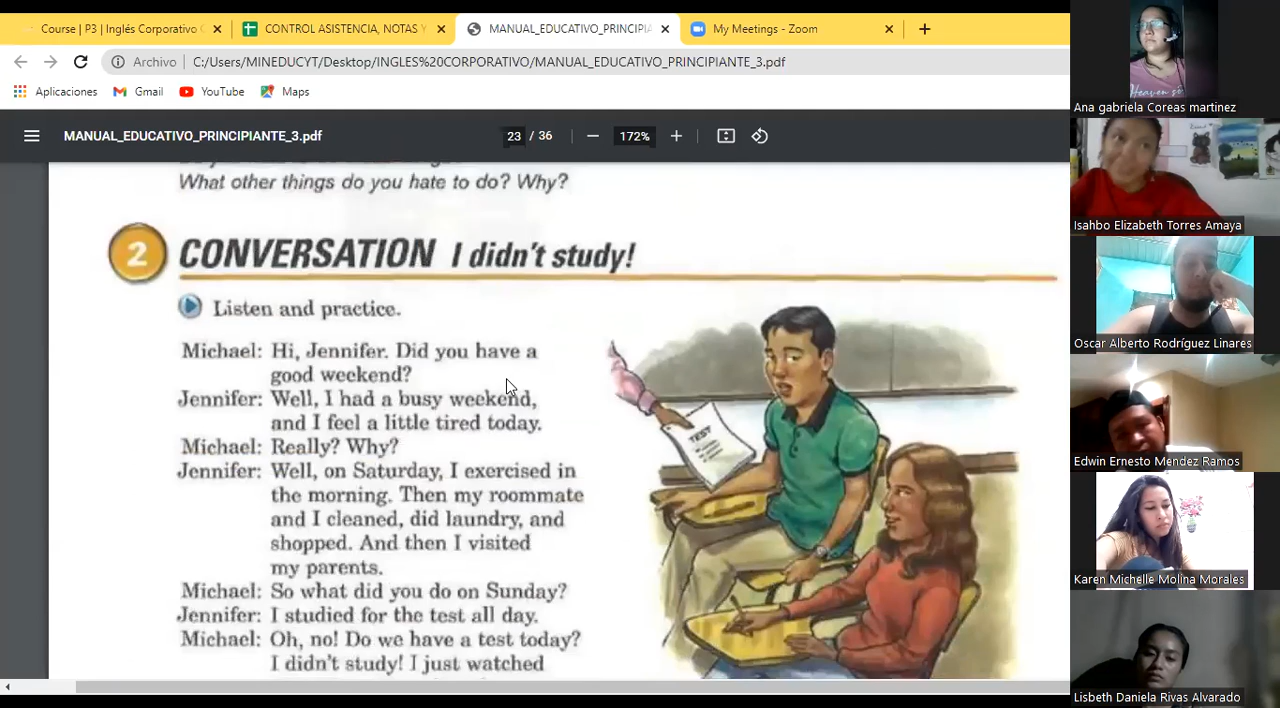 Course | P3 | Inglés Corporativo
CONTROL ASISTENCIA, NOTAS Y
MANUAL_EDUCATIVO_PRINCIPIA
My Meetings - Zoom
Archivo
C:/Users/MINEDUCYT/Desktop/INGLES%20CORPORATIVO/MANUAL_EDUCATIVO_PRINCIPIANTE_3.pdf
Aplicaciones
Gmail
YouTube
Maps
MANUAL_EDUCATIVO_PRINCIPIANTE_3.pdf
23 / 36
172%
What other things do you hate to do? Why?
2 CONVERSATION I didn't study!
Listen and practice.
Michael: Hi, Jennifer. Did you have a
good weekend?
Jennifer: Well, I had a busy weekend,
and I feel a little tired today.
Michael: Really? Why?
Jennifer: Well, on Saturday, I exercised in
the morning. Then my roommate
and I cleaned, did laundry, and
shopped. And then I visited
my parents.
Michael: So what did you do on Sunday?
Jennifer: I studied for the test all day.
Michael: Oh, no! Do we have a test today?
I didn't study! I just watched
TEST
Ana gabriela Coreas martinez
Isahbo Elizabeth Torres Amaya
Oscar Alberto Rodríguez Linares
Edwin Ernesto Mendez Ramos
Karen Michelle Molina Morales
Lisbeth Daniela Rivas Alvarado